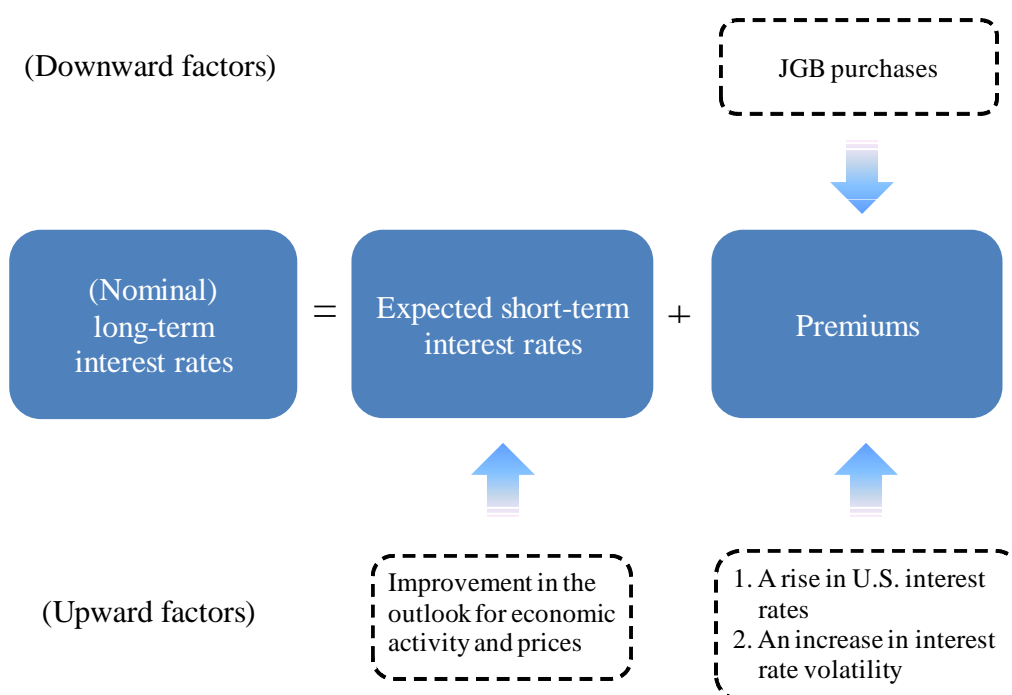 (Downward factors)
JGB purchases
(Nominal)
long-term
interest rates
=
Expected short-term
interest rates
+
Premiums
(Upward factors)
Improvement in the
outlook for economic
activity and prices
1. A rise in U.S. interest
rates
2. An increase in interest
rate volatility